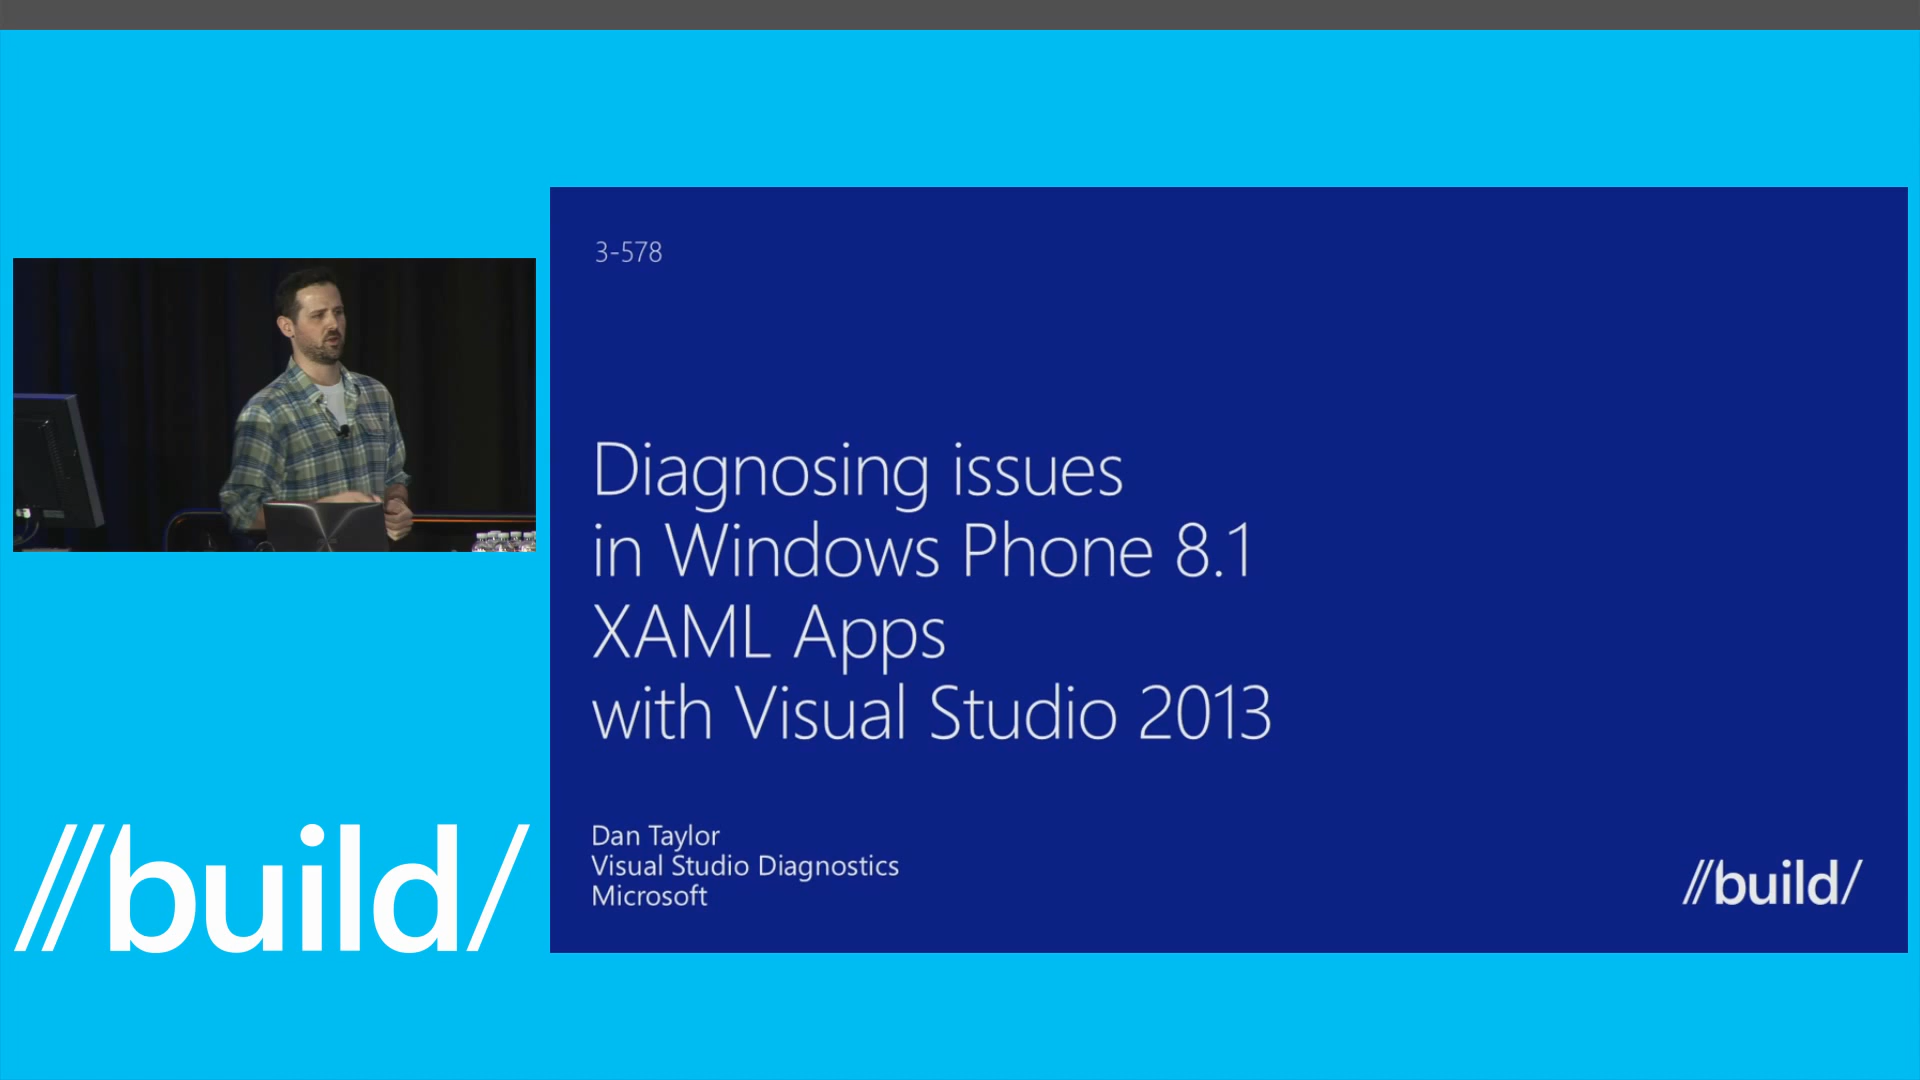 3-578
Diagnosing issues
in Windows Phone 8.1
XAML Apps
with Visual Studio 2013
Dan Taylor
Visual Studio Diagnostics
Microsoft
//build/
//build/